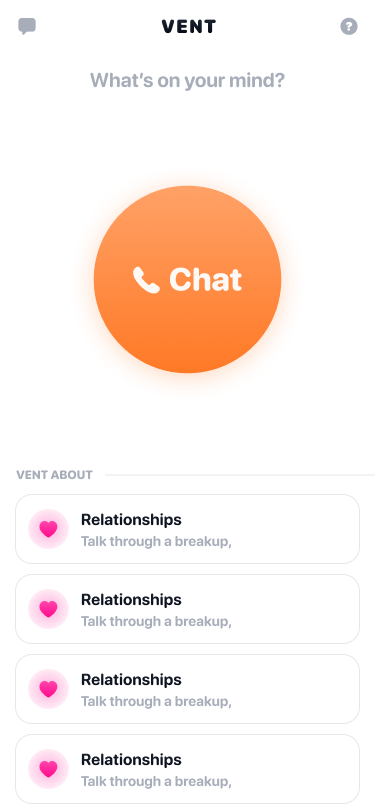 VENT
What's on your mind?
Chat
VENT ABOUT
Relationships
Talk through a breakup,
Relationships
Talk through a breakup,
Relationships
Talk through a breakup,
Relationships
Talk through a breakup,